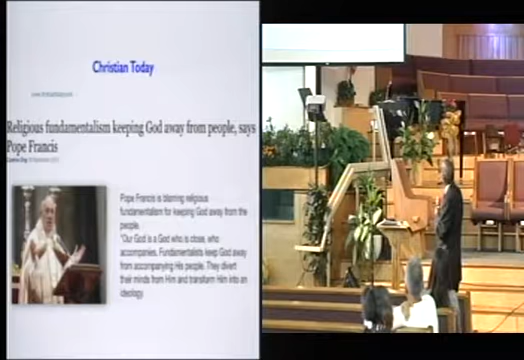 Christian Today
Religious fundamentalism keeping God away from people, says
Pope Francis
Pope Francis is blaming religious
fundamentalism for keeping God away from the
people.
"Our God is a God who is close, who
accompanies. Fundamentalists keep God away
from accompanying His people. They divert
their minds from Him and transform Him into an
ideology.